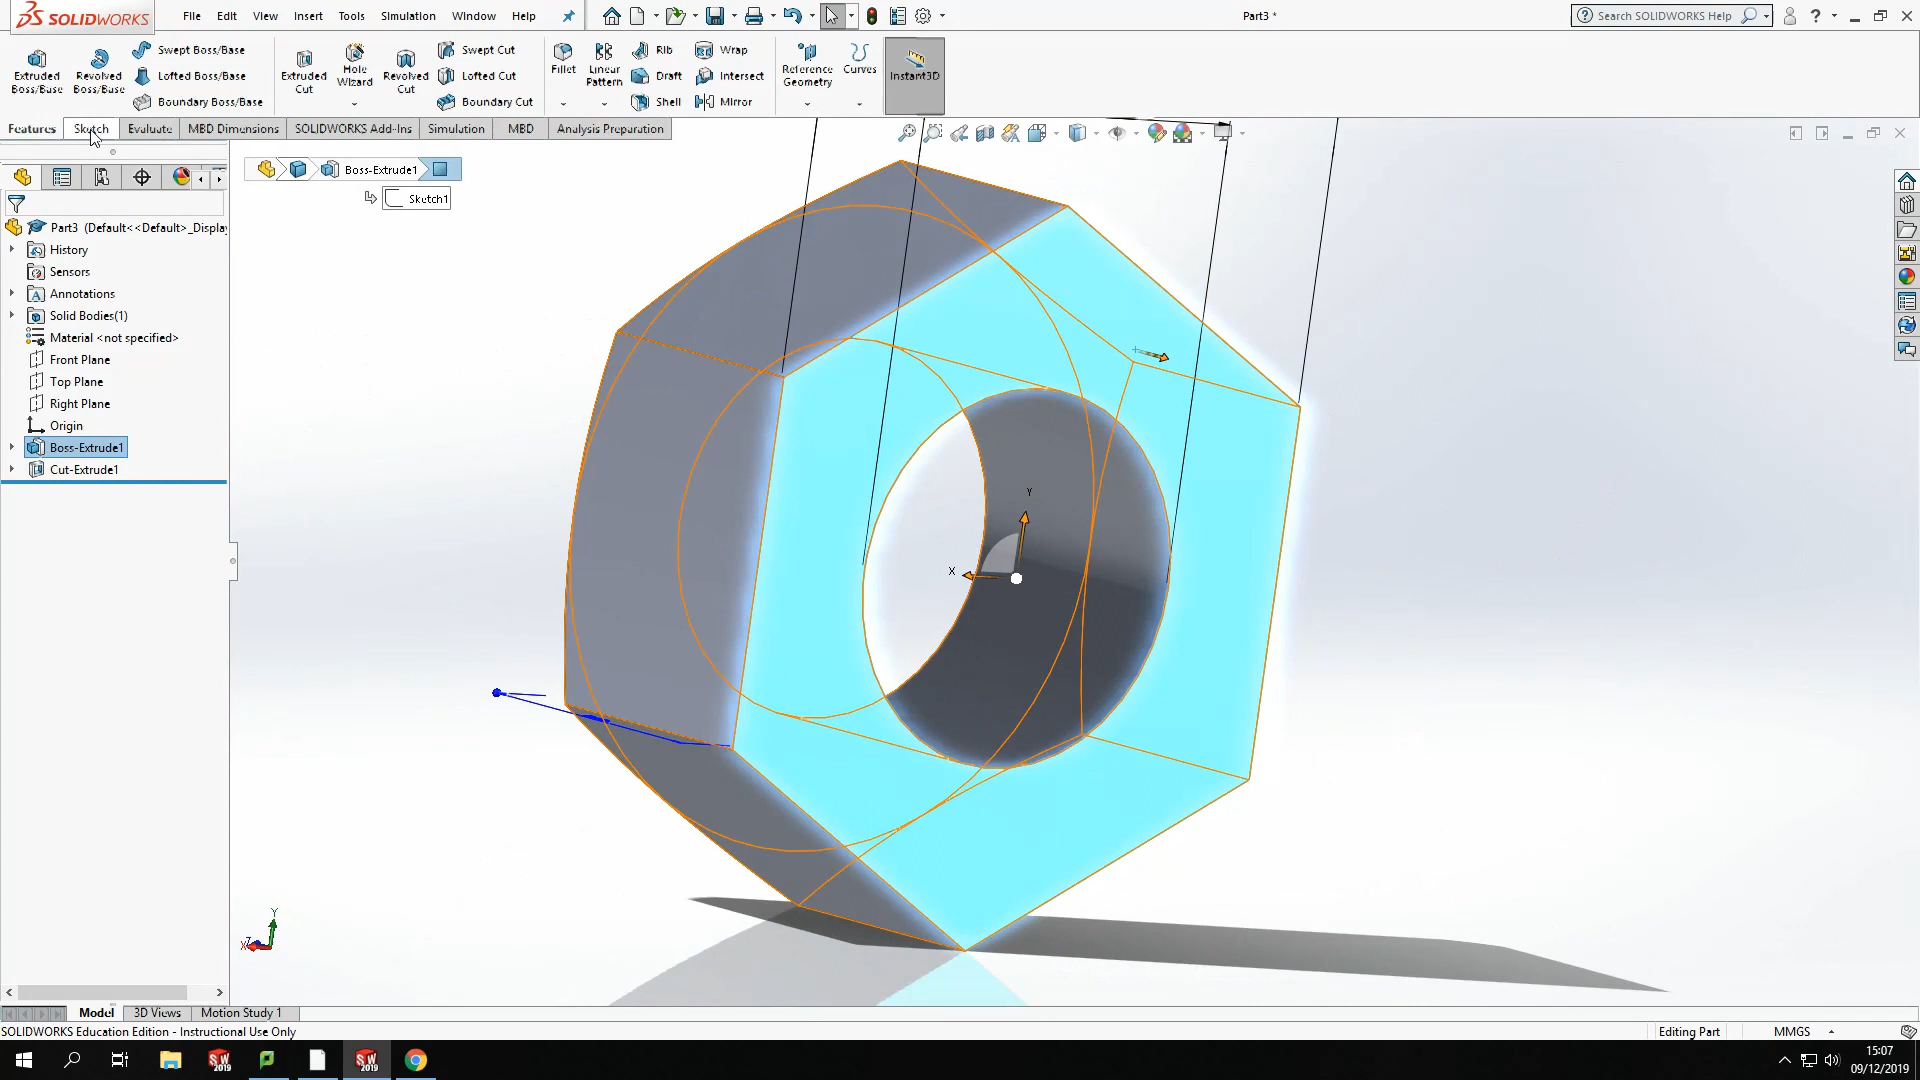 SOLIDWORKS
File Edit View Insert Tools Simulation Window Help
Part3 *
Search SOLIDWORKS Help
Extruded Boss/Base
Revolved Boss/Base
Swept Boss/Base
Lofted Boss/Base
Boundary Boss/Base
Extruded Cut
Hole Wizard
Revolved Cut
Swept Cut
Lofted Cut
Boundary Cut
Fillet
Linear Pattern
Rib
Draft
Shell
Wrap
Intersect
Mirror
Reference Geometry
Curves
Instant3D
Features Sketch Evaluate MBD Dimensions SOLIDWORKS Add-Ins Simulation MBD Analysis Preparation
Boss-Extrude1
Sketch1
Part3 (Default<<Default>_Display
History
Sensors
Annotations
Solid Bodies(1)
Material <not specified>
Front Plane
Top Plane
Right Plane
Origin
Boss-Extrude1
Cut-Extrude1
Y
X
Y
X Z
Model 3D Views Motion Study 1
SOLIDWORKS Education Edition - Instructional Use Only
Editing Part
MMGS
SW 2019
SW 2019
15:07
09/12/2019